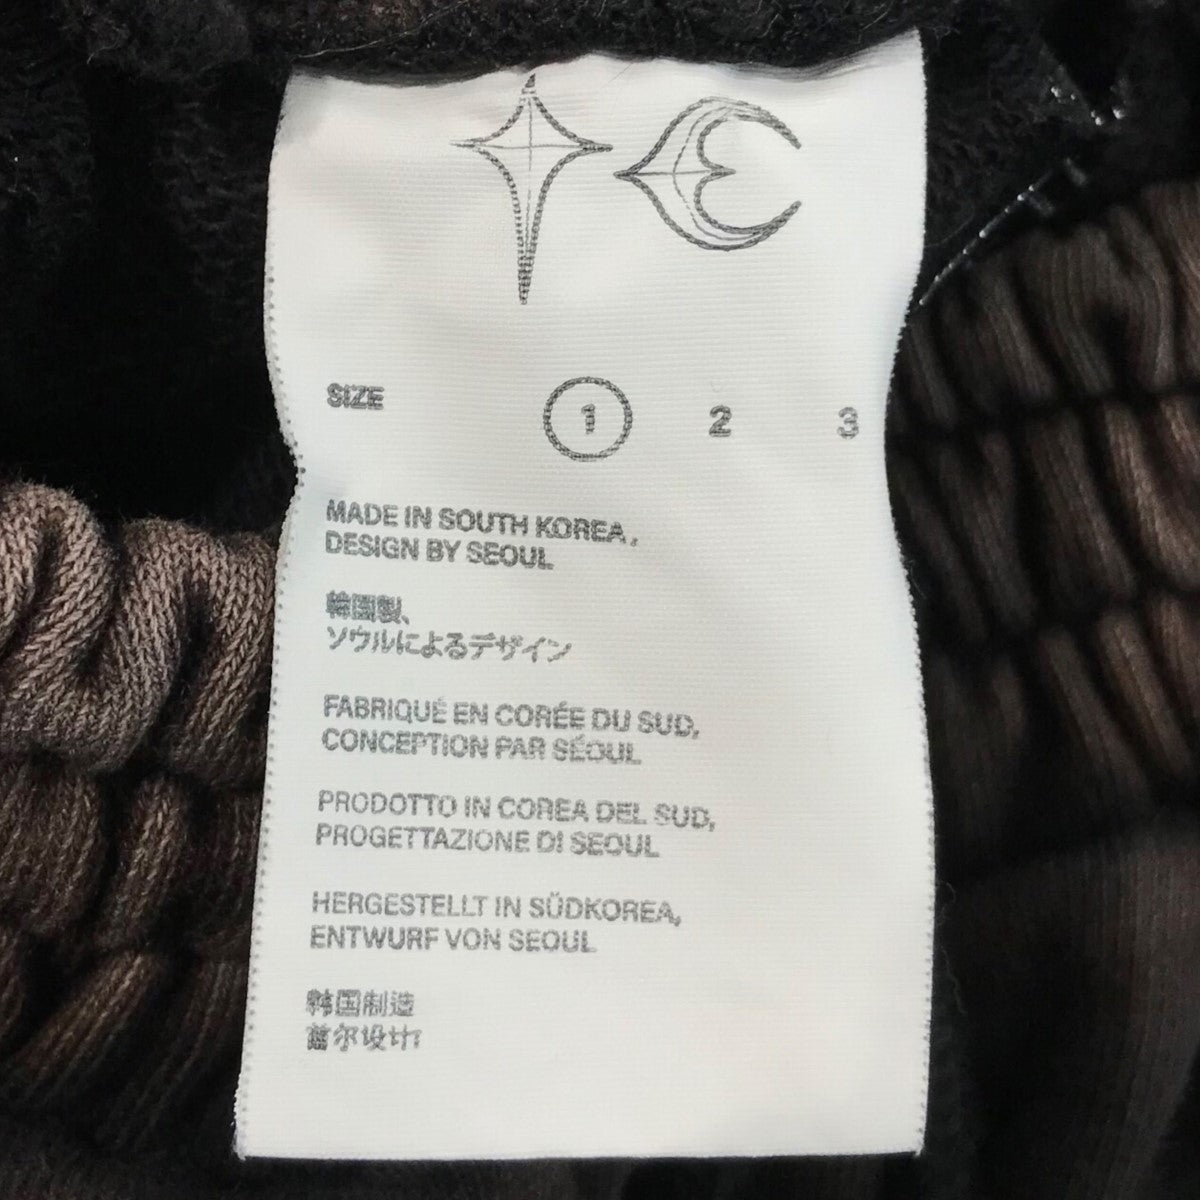 SIZE 1 2 3
MADE IN SOUTH KOREA,
DESIGN BY SEOUL
韓国製、
ソウルによるデザイン
FABRIQUÉ EN CORÉE DU SUD,
CONCEPTION PAR SÉOUL
PRODOTTO IN COREA DEL SUD,
PROGETTAZIONE DI SEOUL
HERGESTELLT IN SÜDKOREA,
ENTWURF VON SEOUL
韩国制造
首尔设计